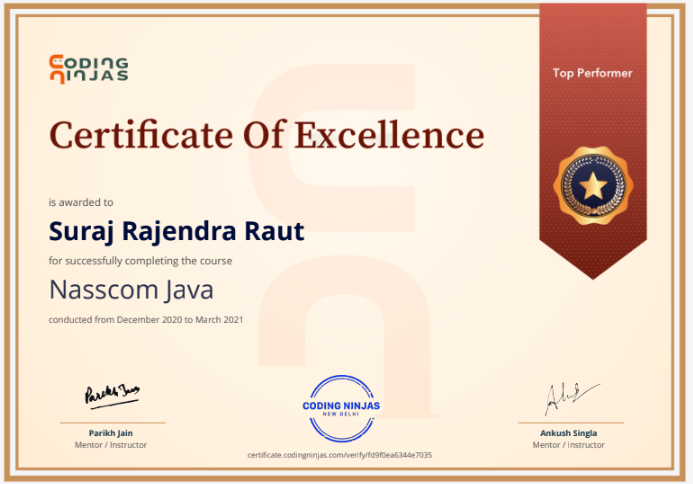 CODING
NINJAS
Top Performer
Certificate Of Excellence
is awarded to
Suraj Rajendra Raut
for successfully completing the course
Nasscom Java
conducted from December 2020 to March 2021
Parikh Jain
CODING NINJAS
NEW DELHI
Parikh Jain
Mentor / Instructor
Ankush Singla
Mentor / Instructor
certificate.codingninjas.com/verify/fd9f0ea6344e7035